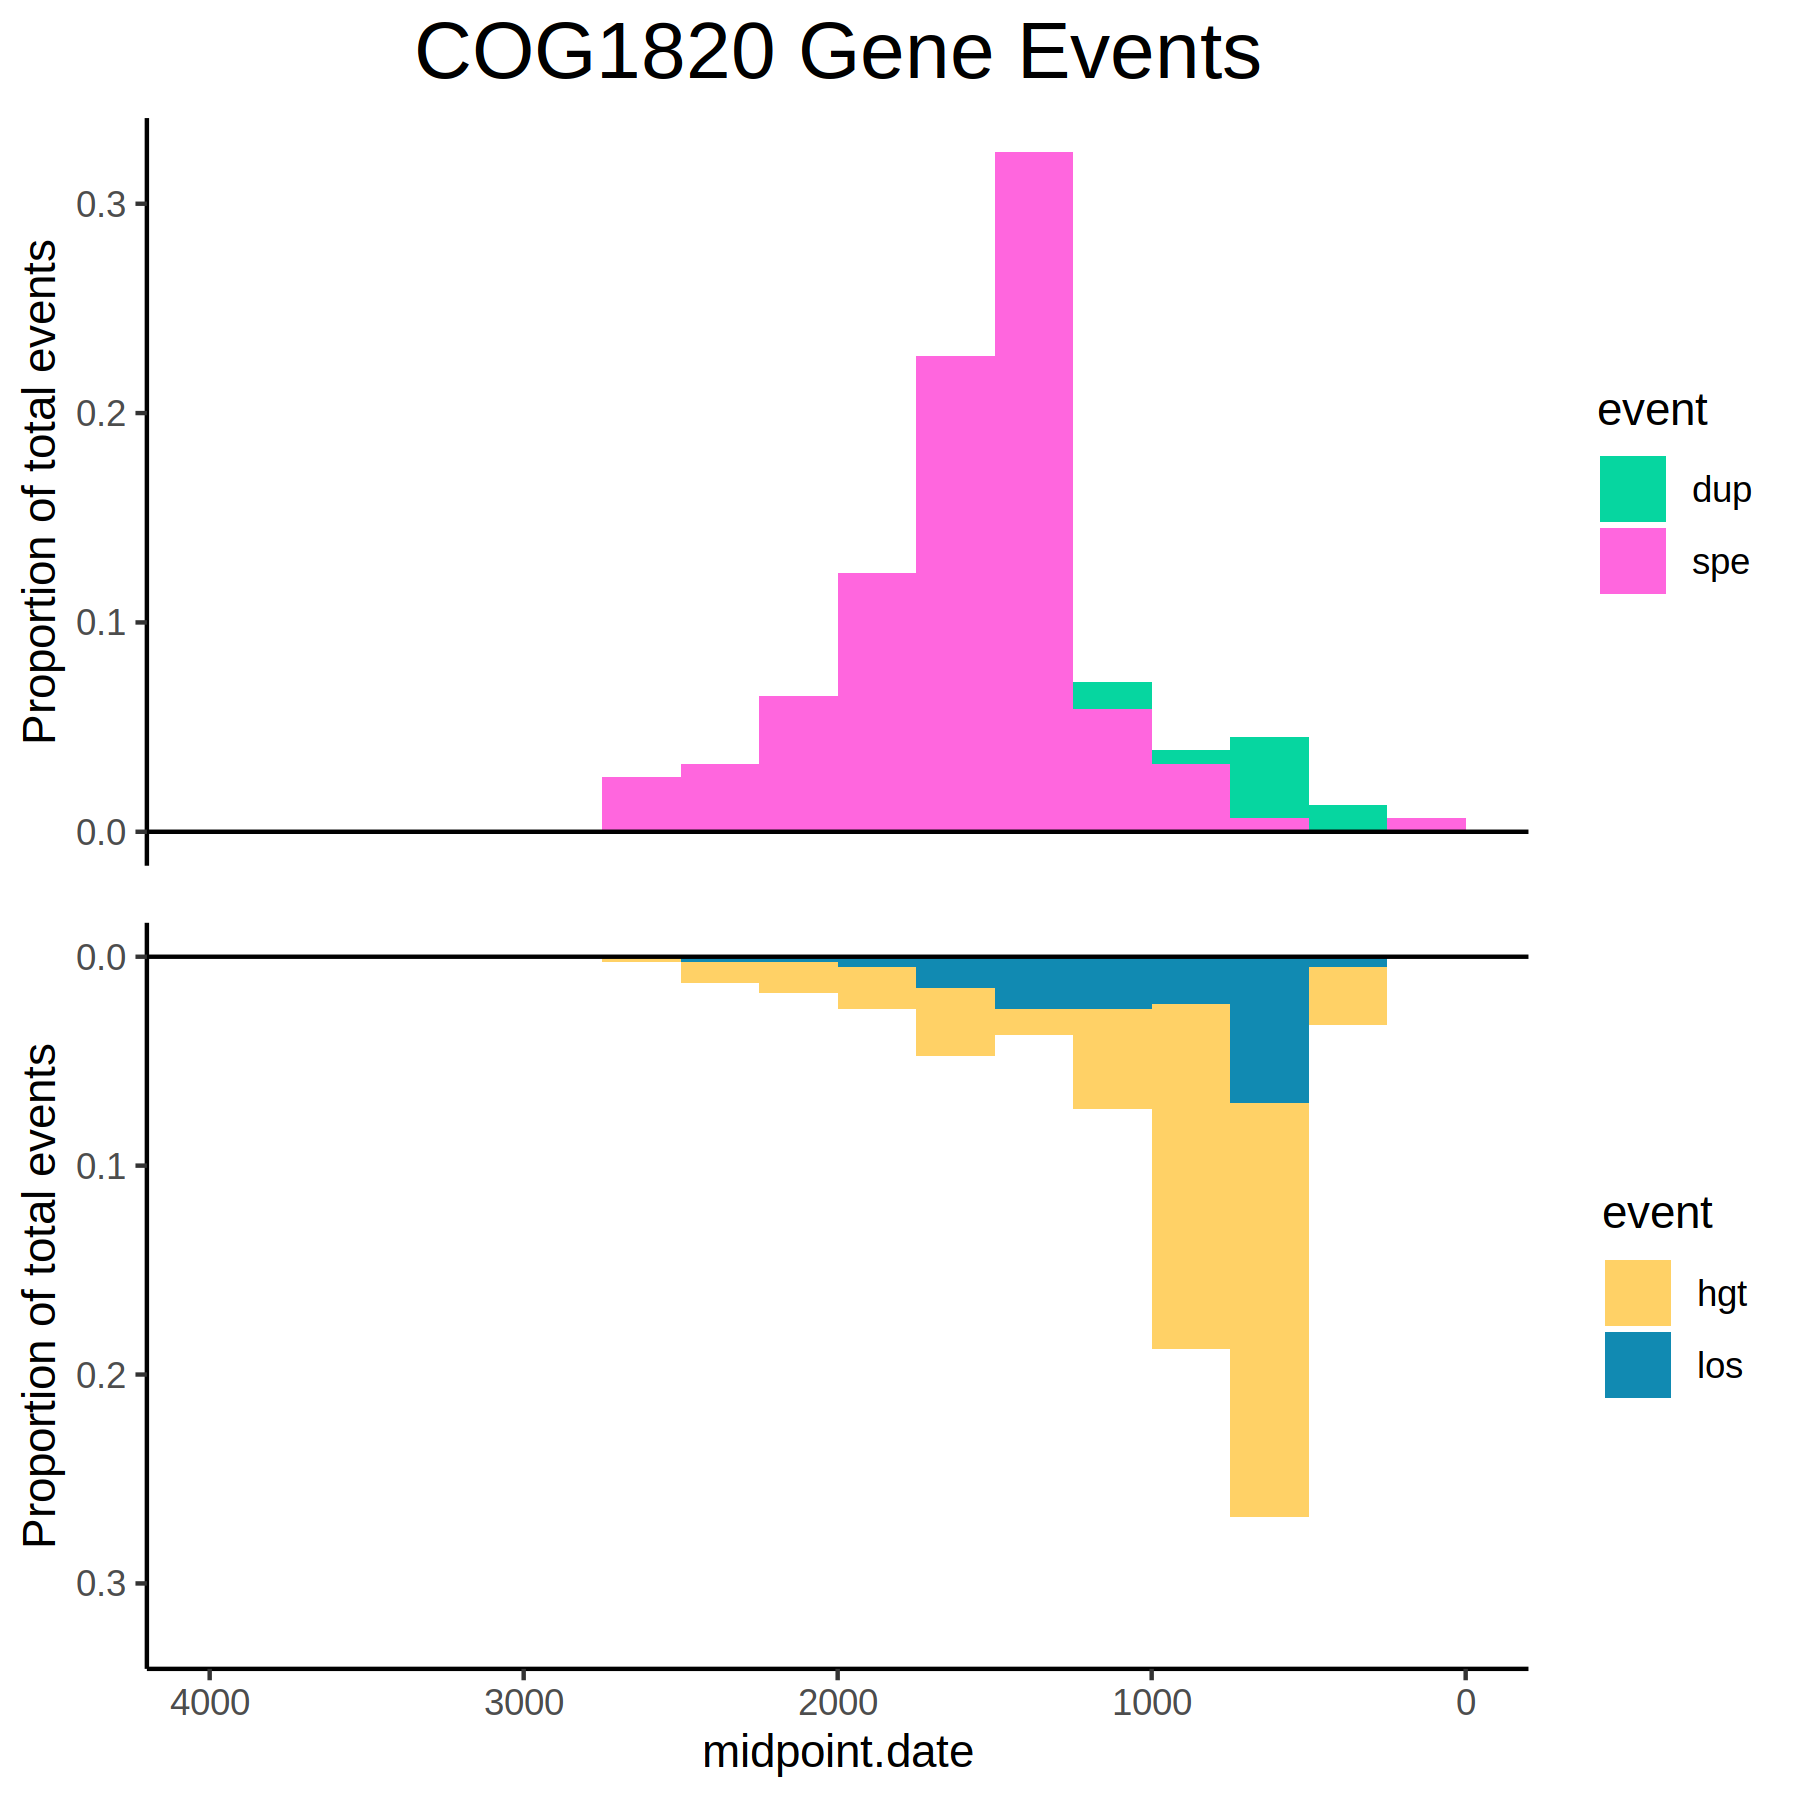 COG1820 Gene Events
Proportion of total events
0.3
0.2
0.1
0.0
event
dup
spe
Proportion of total events
0.0
0.1
0.2
0.3
event
hgt
los
4000 3000 2000 1000 0
midpoint.date